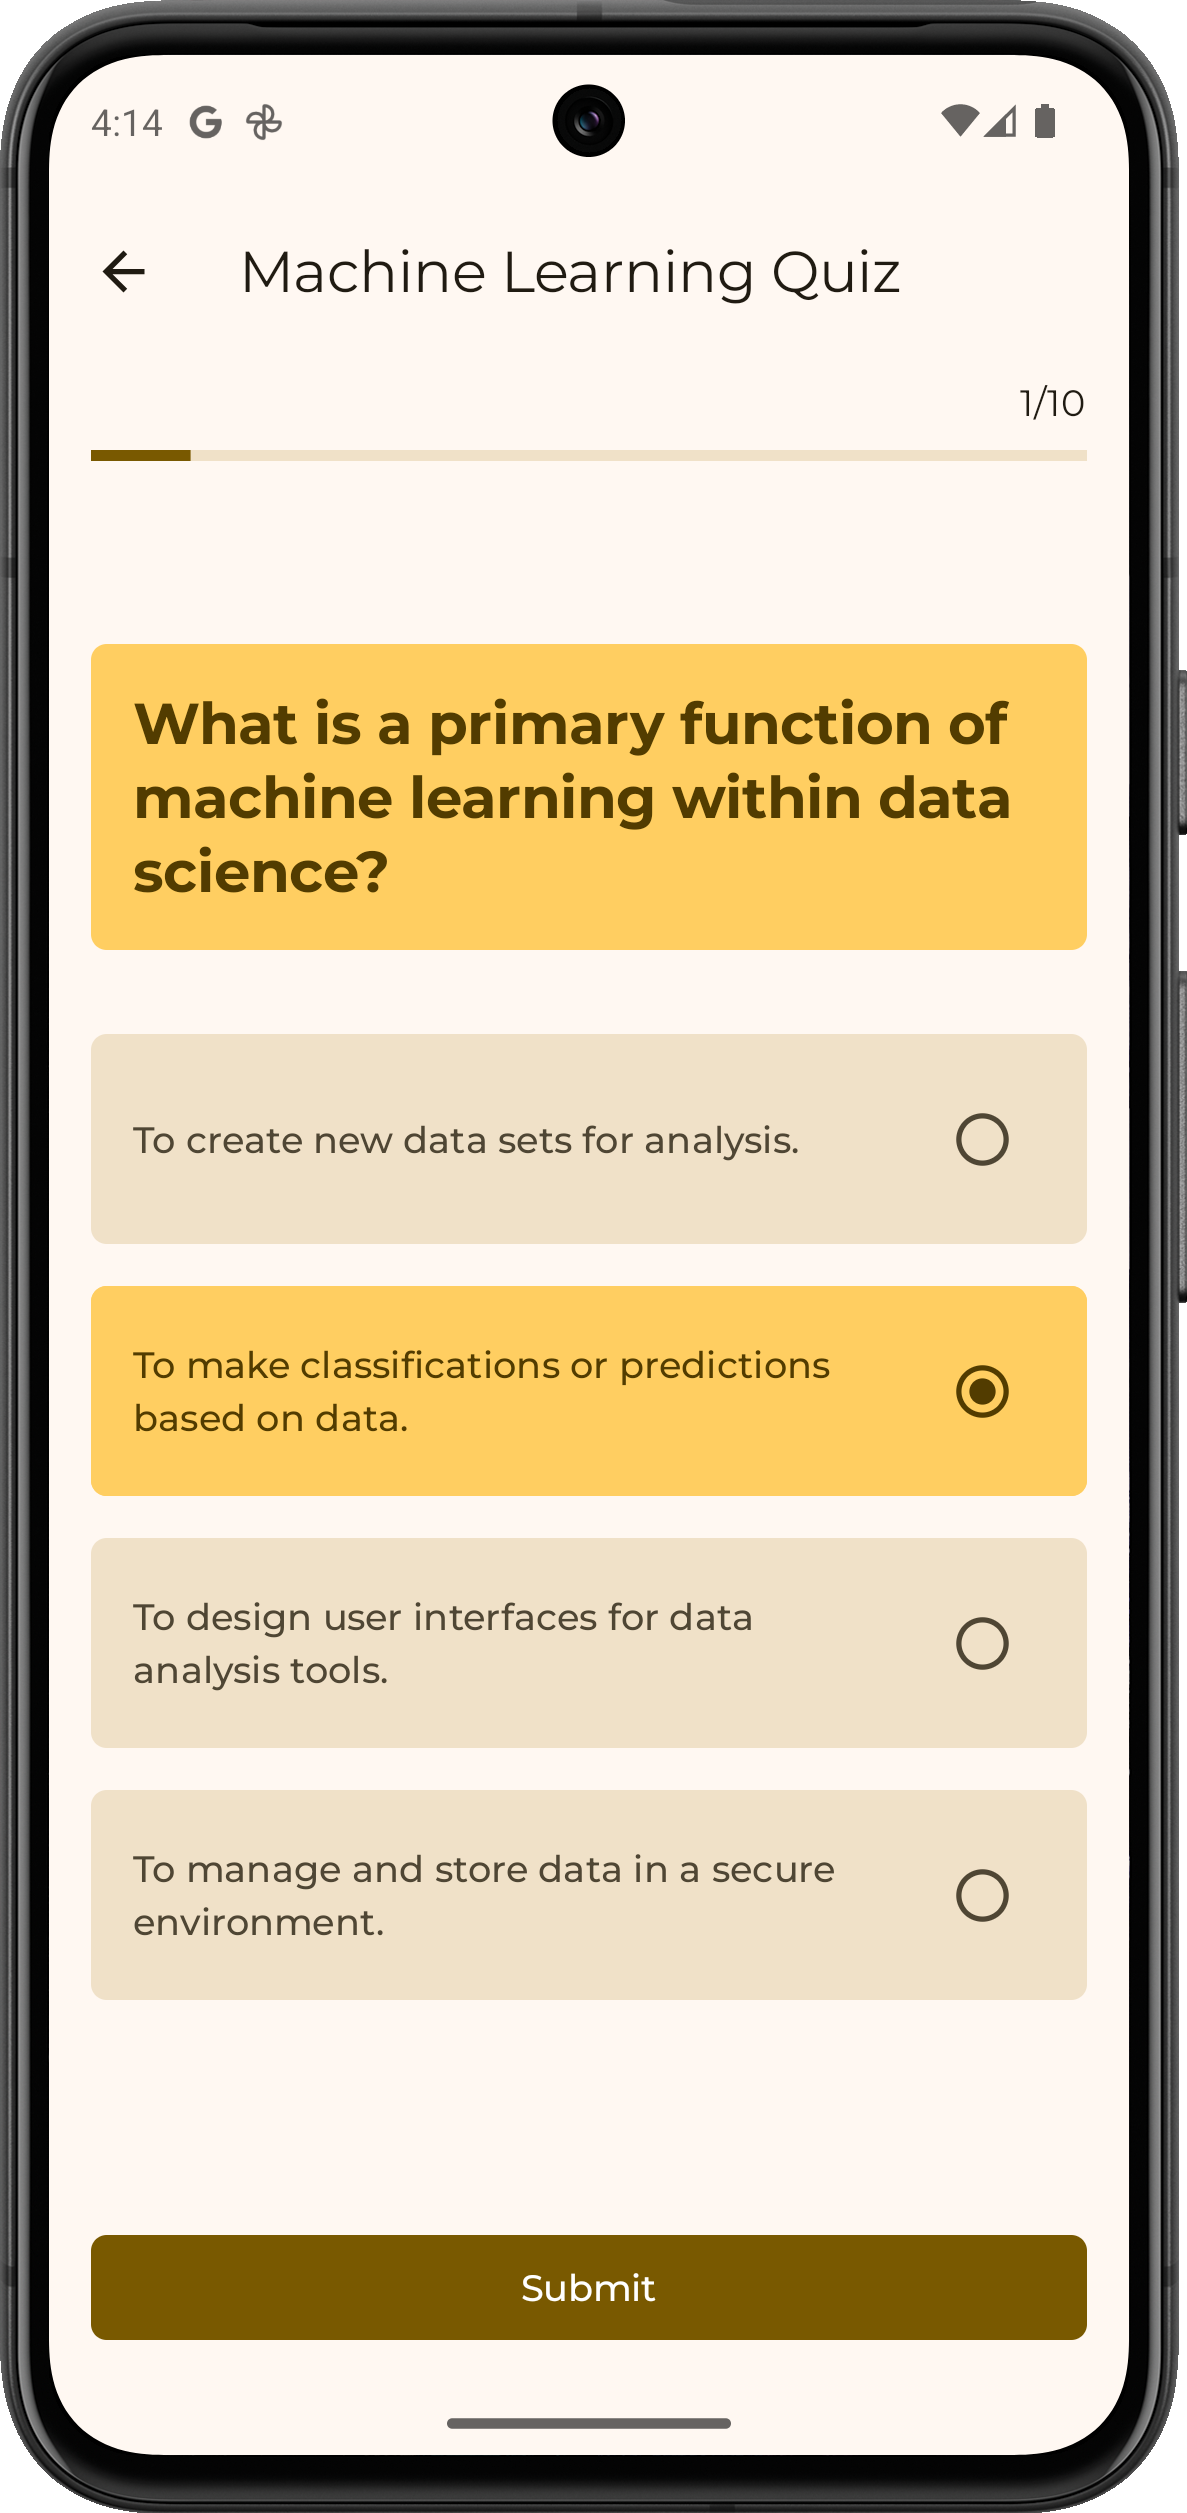 4:14
Machine Learning Quiz
1/10
What is a primary function of
machine learning within data
science?
To create new data sets for analysis.
To make classifications or predictions
based on data.
To design user interfaces for data
analysis tools.
To manage and store data in a secure
environment.
Submit